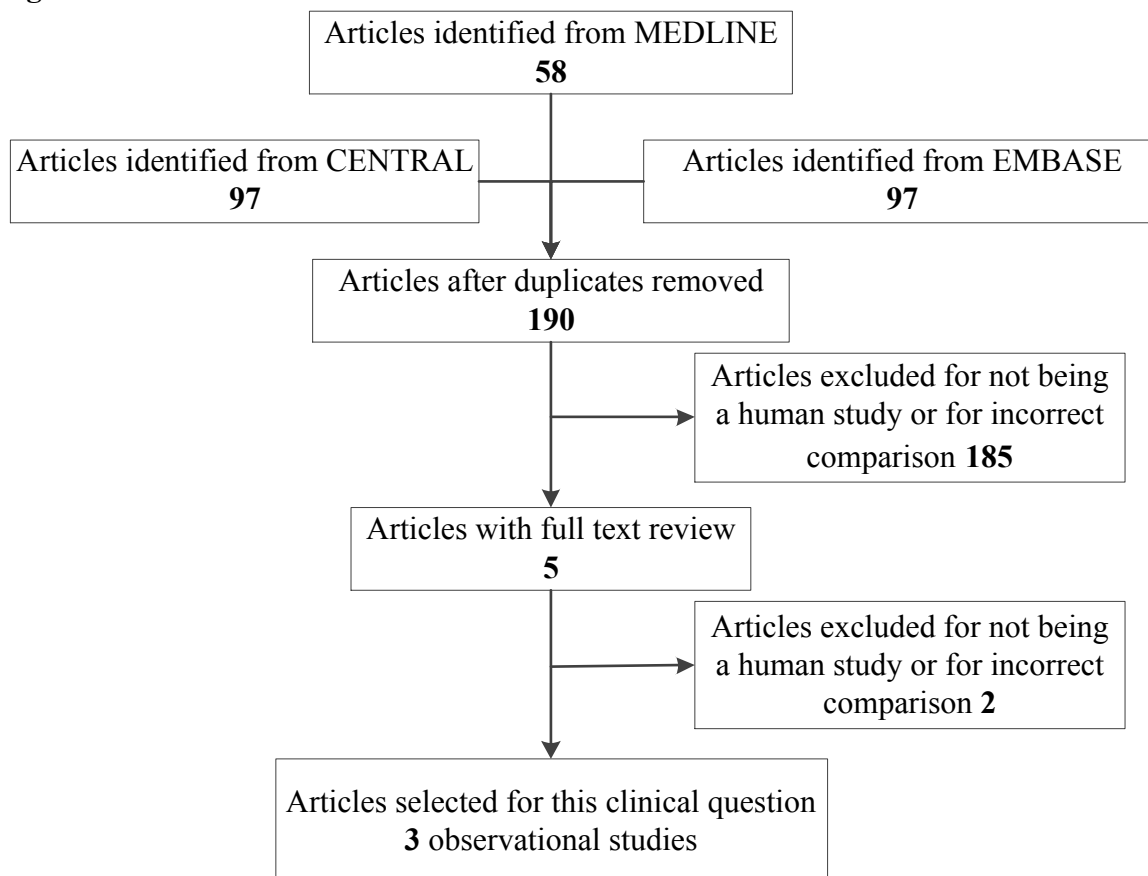 Articles identified from MEDLINE
58
Articles identified from CENTRAL
97
Articles identified from EMBASE
97
Articles after duplicates removed
190
Articles excluded for not being
a human study or for incorrect
comparison 185
Articles with full text review
5
Articles excluded for not being
a human study or for incorrect
comparison 2
Articles selected for this clinical question
3 observational studies